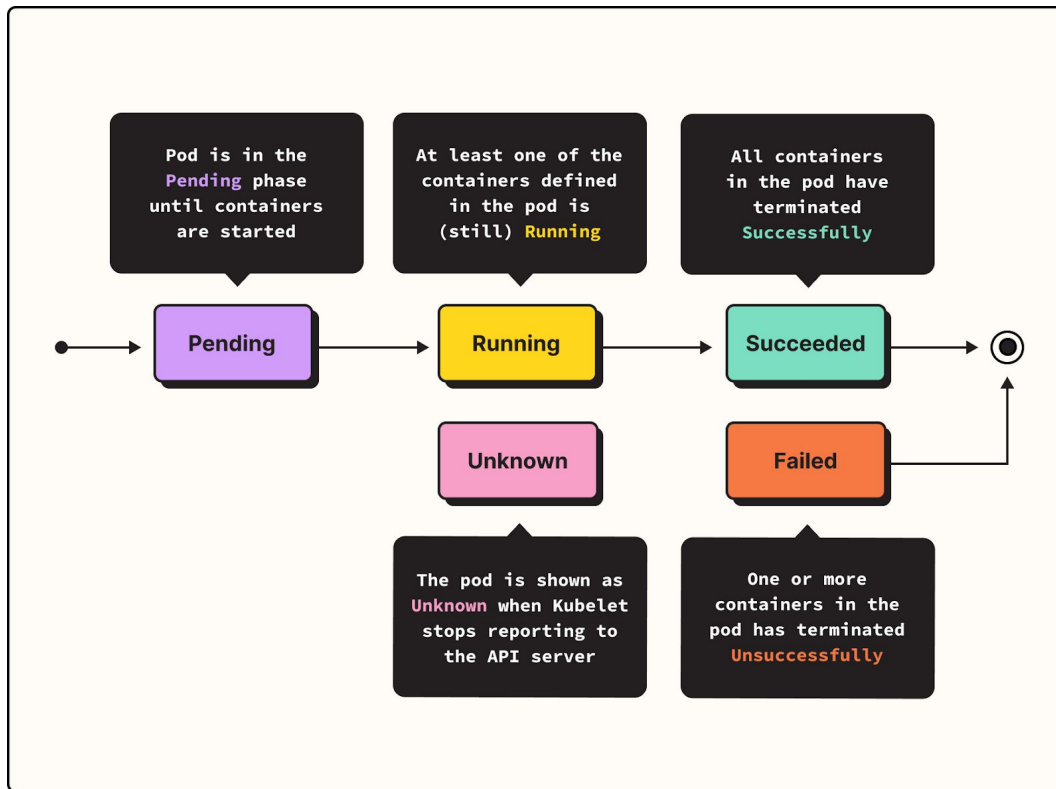 Pod is in the
Pending phase
until containers
are started
At least one of the
containers defined
in the pod is
(still) Running
All containers
in the pod have
terminated
Successfully
Pending
Running
Succeeded
Unknown
Failed
The pod is shown as
Unknown when Kubelet
stops reporting to
the API server
One or more
containers in the
pod has terminated
Unsuccessfully